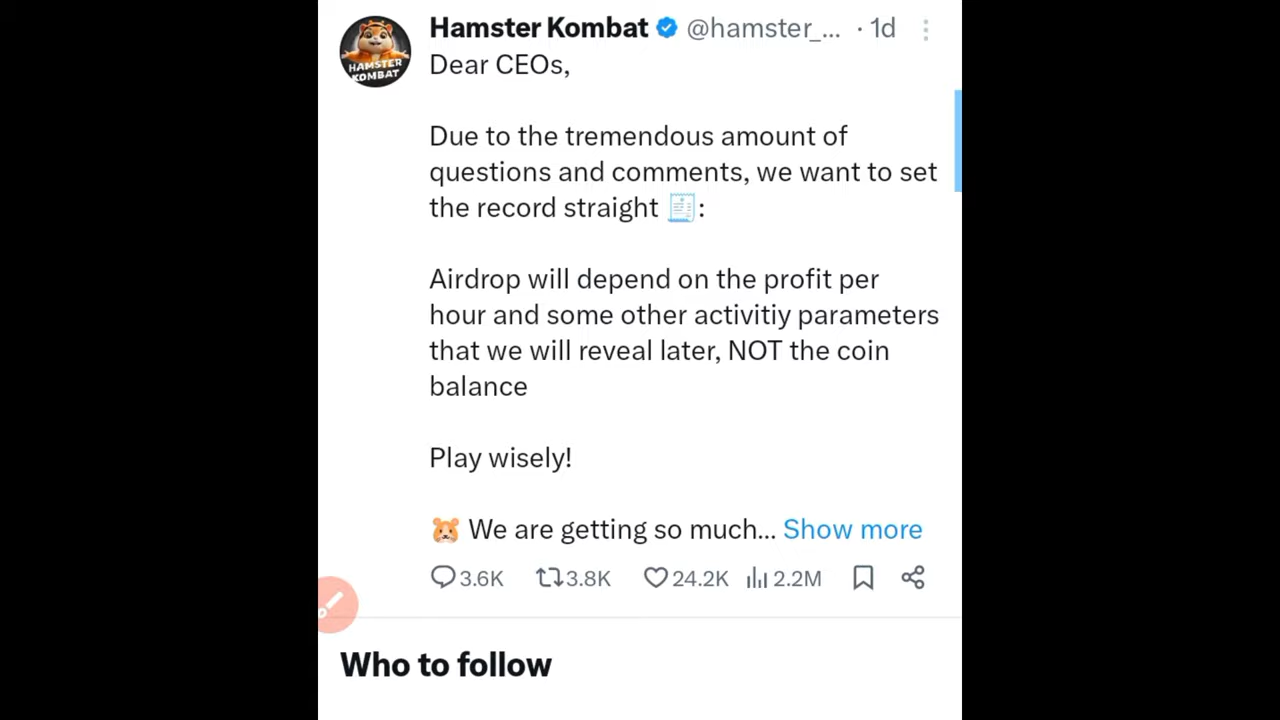 Hamster Kombat @hamster_... · 1d
HAMSTER
KOMBAT
Dear CEOs,
Due to the tremendous amount of
questions and comments, we want to set
the record straight 🧾:
Airdrop will depend on the profit per
hour and some other activitiy parameters
that we will reveal later, NOT the coin
balance
Play wisely!
🐹 We are getting so much... Show more
3.6K 3.8K 24.2K 2.2M
Who to follow